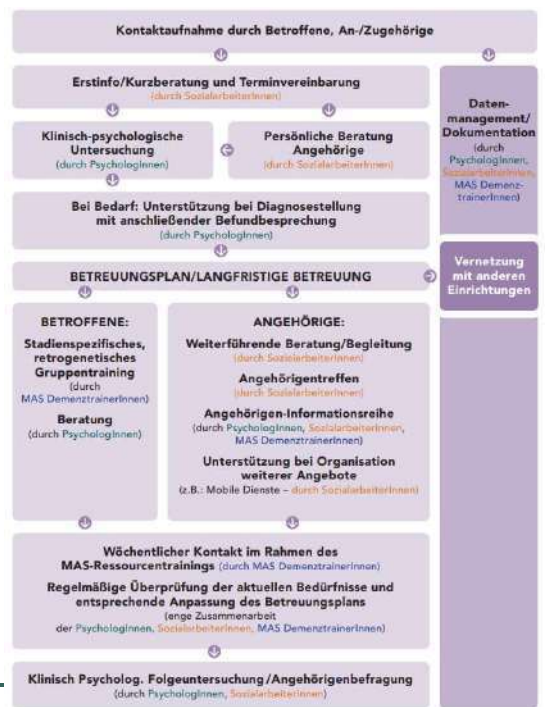 Kontaktaufnahme durch Betroffene, An-/Zugehörige
Erstinfo/Kurzberatung und Terminvereinbarung
(durch SozialarbeiterInnen)
Klinisch-psychologische
Untersuchung
(durch PsychologInnen)
Persönliche Beratung
Angehörige
(durch SozialarbeiterInnen)
Daten-
management/
Dokumentation
(durch
PsychologInnen,
SozialarbeiterInnen,
MAS Demenz-
trainerInnen)
Bei Bedarf: Unterstützung bei Diagnosestellung
mit anschließender Befundbesprechung
(durch PsychologInnen)
BETREUUNGSPLAN/LANGFRISTIGE BETREUUNG
Vernetzung
mit anderen
Einrichtungen
BETROFFENE:
Stadienspezifisches,
retrogenetisches
Gruppentraining
(durch
MAS DemenztrainerInnen)
Beratung
(durch PsychologInnen)
ANGEHÖRIGE:
Weiterführende Beratung/Begleitung
(durch SozialarbeiterInnen)
Angehörigentreffen
(durch SozialarbeiterInnen)
Angehörigen-Informationsreihe
(durch PsychologInnen, SozialarbeiterInnen,
MAS DemenztrainerInnen)
Unterstützung bei Organisation
weiterer Angebote
(z.B.: Mobile Dienste – durch SozialarbeiterInnen)
Wöchentlicher Kontakt im Rahmen des
MAS-Ressourcentrainings (durch MAS DemenztrainerInnen)
Regelmäßige Überprüfung der aktuellen Bedürfnisse und
entsprechende Anpassung des Betreuungsplans
(enge Zusammenarbeit
der PsychologInnen, SozialarbeiterInnen, MAS DemenztrainerInnen)
Klinisch Psycholog. Folgeuntersuchung/Angehörigenbefragung
(durch PsychologInnen, SozialarbeiterInnen)